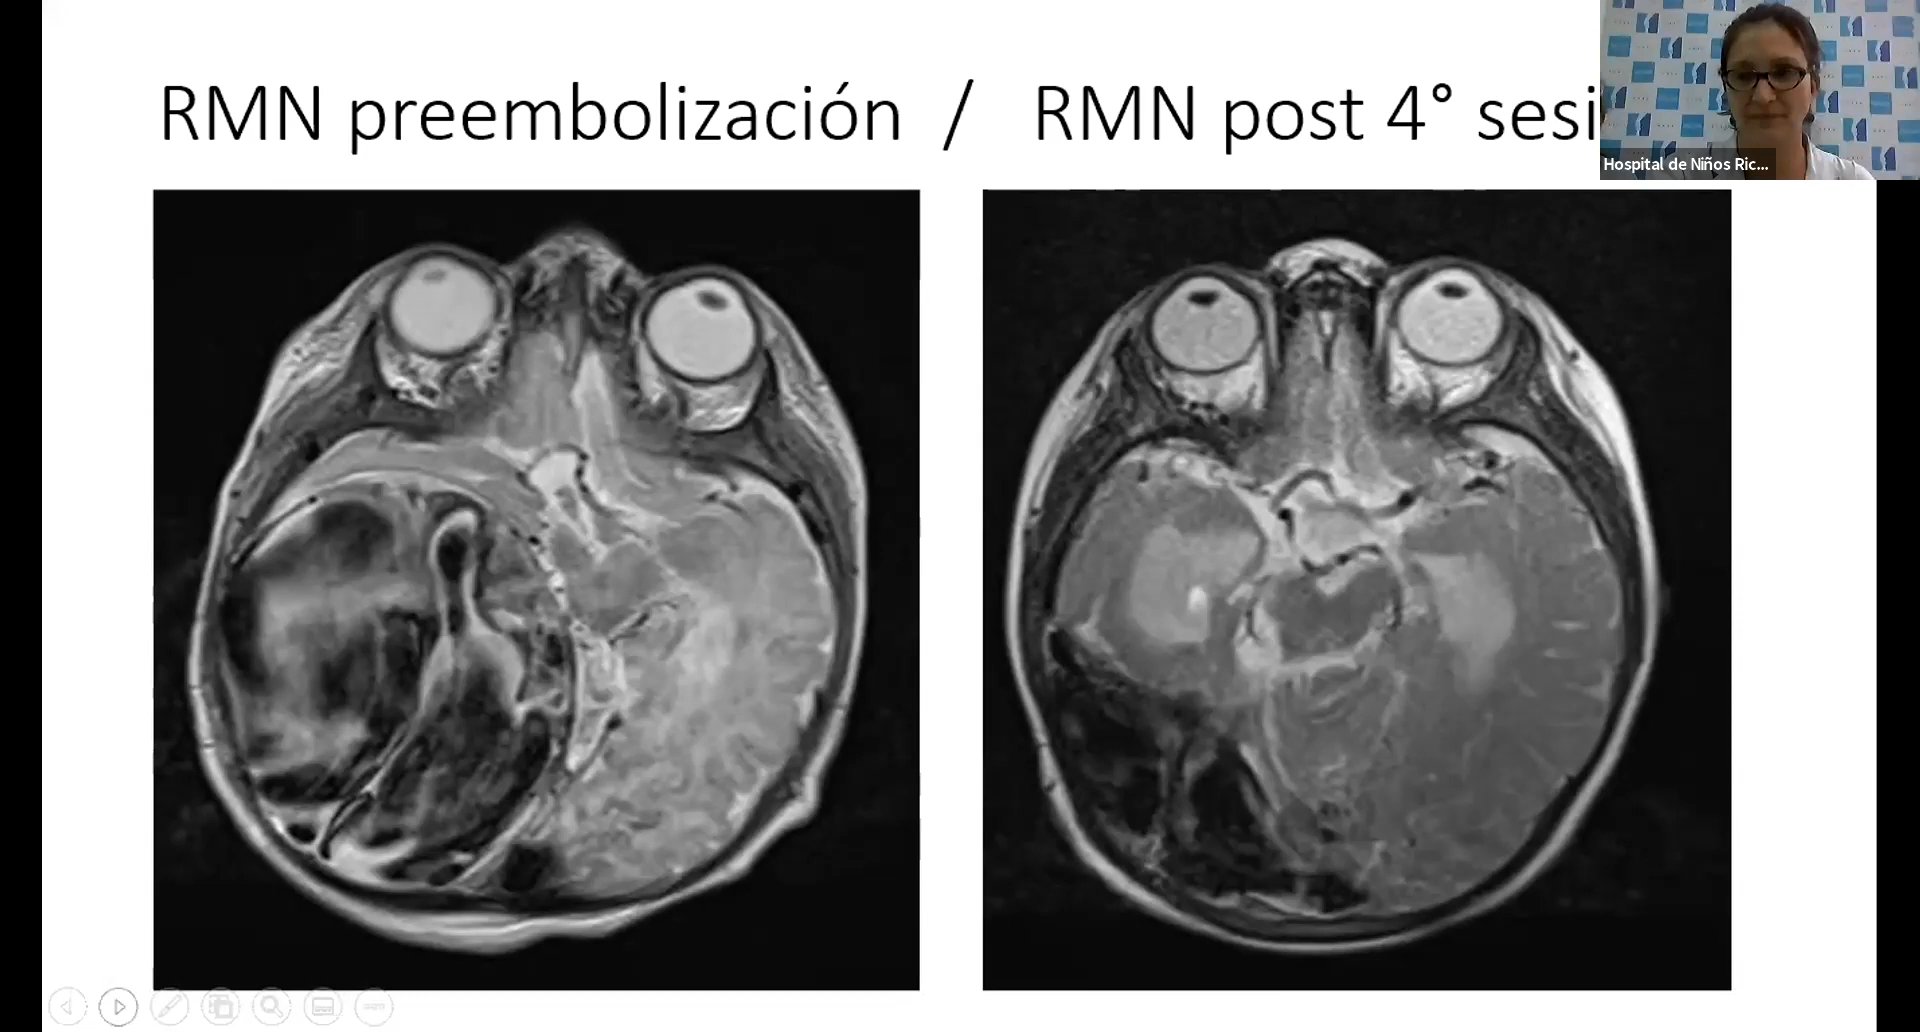 RMN preembolización / RMN post 4° sesi
Hospital de Niños Ric...